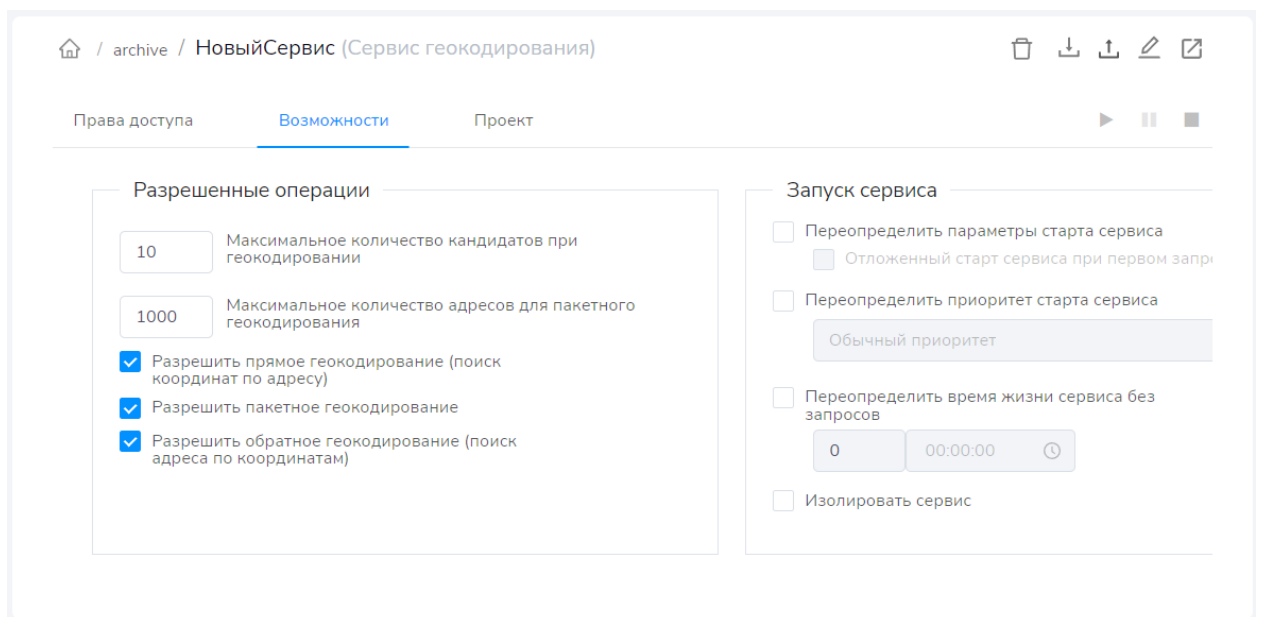 / archive / НовыйСервис (Сервис геокодирования)
Права доступа Возможности Проект
Разрешенные операции
10 Максимальное количество кандидатов при
геокодировании
1000 Максимальное количество адресов для пакетного
геокодирования
Разрешить прямое геокодирование (поиск
координат по адресу)
Разрешить пакетное геокодирование
Разрешить обратное геокодирование (поиск
адреса по координатам)
Запуск сервиса
Переопределить параметры старта сервиса
Отложенный старт сервиса при первом
Переопределить приоритет старта сервиса
Обычный приоритет
Переопределить время жизни сервиса без
запросов
0 00:00:00
Изолировать сервис